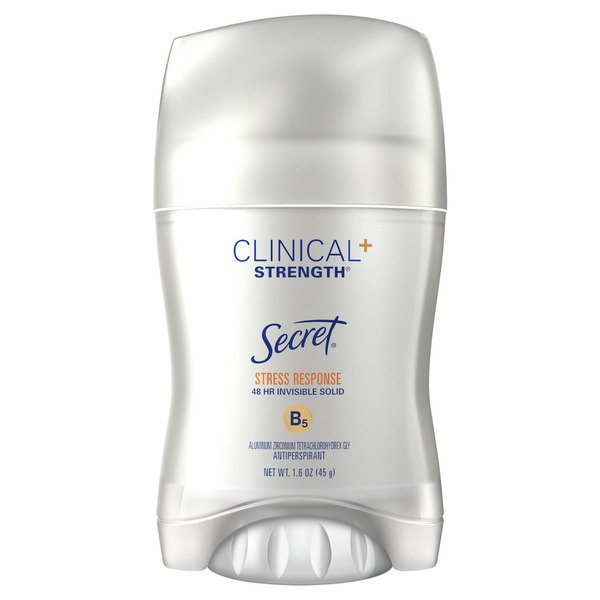 CLINICAL+
STRENGTH®
Secret®
STRESS RESPONSE
48 HR INVISIBLE SOLID
B5
ALUMINUM ZIRCONIUM TETRACHLOROHYDREX GLY
ANTIPERSPIRANT
NET WT. 1.6 OZ (45 g)